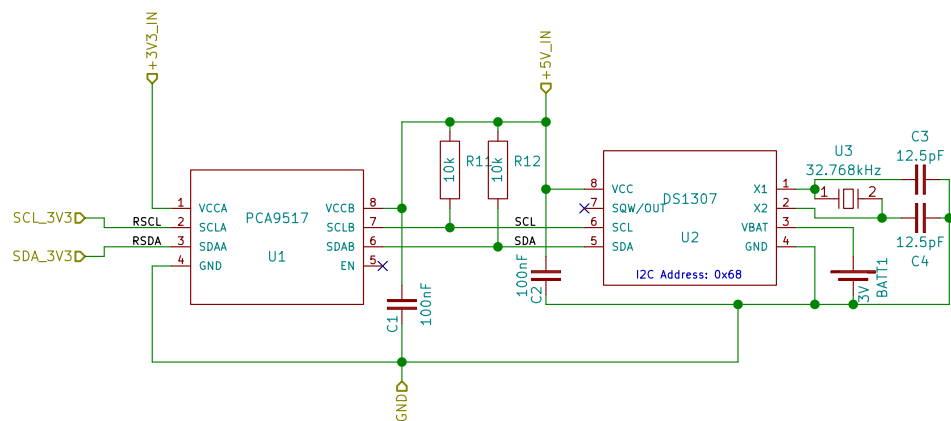 +3V3_IN
+5V_IN
SCL_3V3
SDA_3V3
RSCL
RSDA
1
2
3
4
VCCA
SCLA
SDAA
GND
PCA9517
U1
VCCB
SCLB
SDAB
EN
8
7
6
5
C1
100nF
GND
10k
R11
10k
R12
SCL
SDA
100nF
C2
8
7
6
5
VCC
SQW/OUT
SCL
SDA
DS1307
U2
I2C Address: 0x68
X1
X2
VBAT
GND
1
2
3
4
U3
32.768kHz
1
2
C3
12.5pF
12.5pF
C4
3V
BATT1